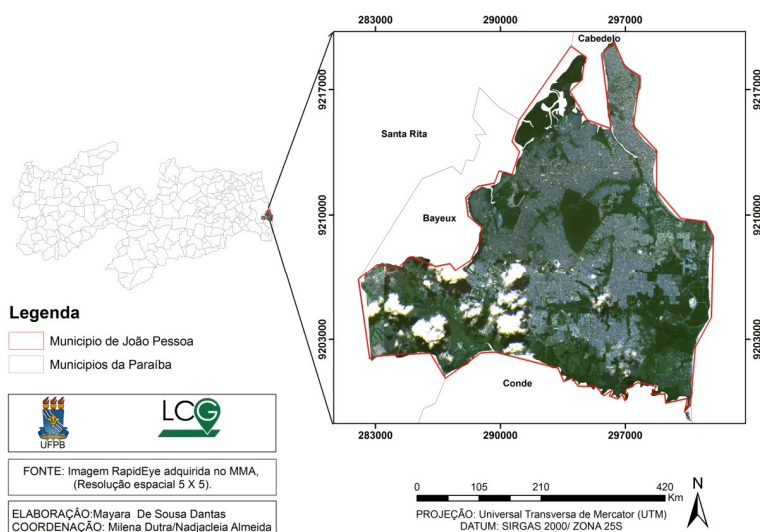 283000 290000 297000
Cabedelo
9217000
9217000
Santa Rita
Bayeux
9210000
9210000
Legenda
Municipio de João Pessoa
Municipios da Paraíba
9203000
9203000
Conde
283000 290000 297000
UFPB
LCG
FONTE: Imagem RapidEye adquirida no MMA,
(Resolução espacial 5 X 5).
ELABORAÇÂO:Mayara De Sousa Dantas
COORDENAÇÃO: Milena Dutra/Nadjacleia Almeida
0 105 210 420
Km
N
PROJEÇÃO: Universal Transversa de Mercator (UTM)
DATUM: SIRGAS 2000/ ZONA 25S